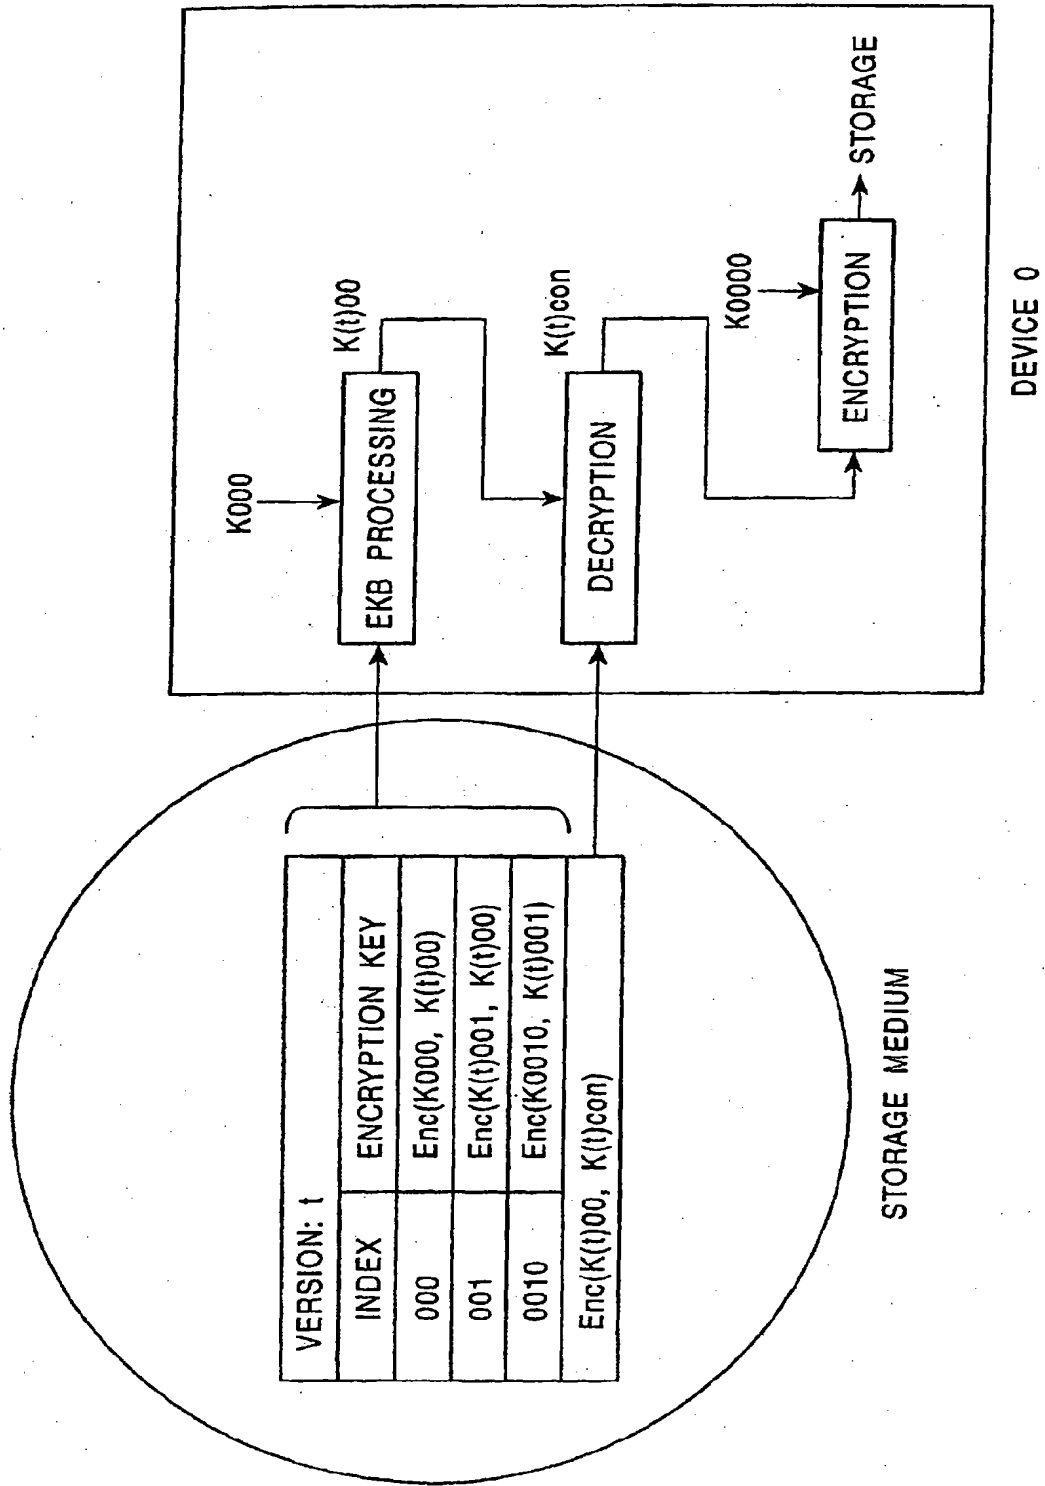 VERSION: t
INDEX ENCRYPTION KEY
000 Enc(K000, K(t)00)
001 Enc(K(t)001, K(t)00)
0010 Enc(K0010, K(t)001)
Enc(K(t)00, K(t)con)
STORAGE MEDIUM
K000
EKB PROCESSING
K(t)00
DECRYPTION
K(t)con
K0000
ENCRYPTION
STORAGE
DEVICE 0